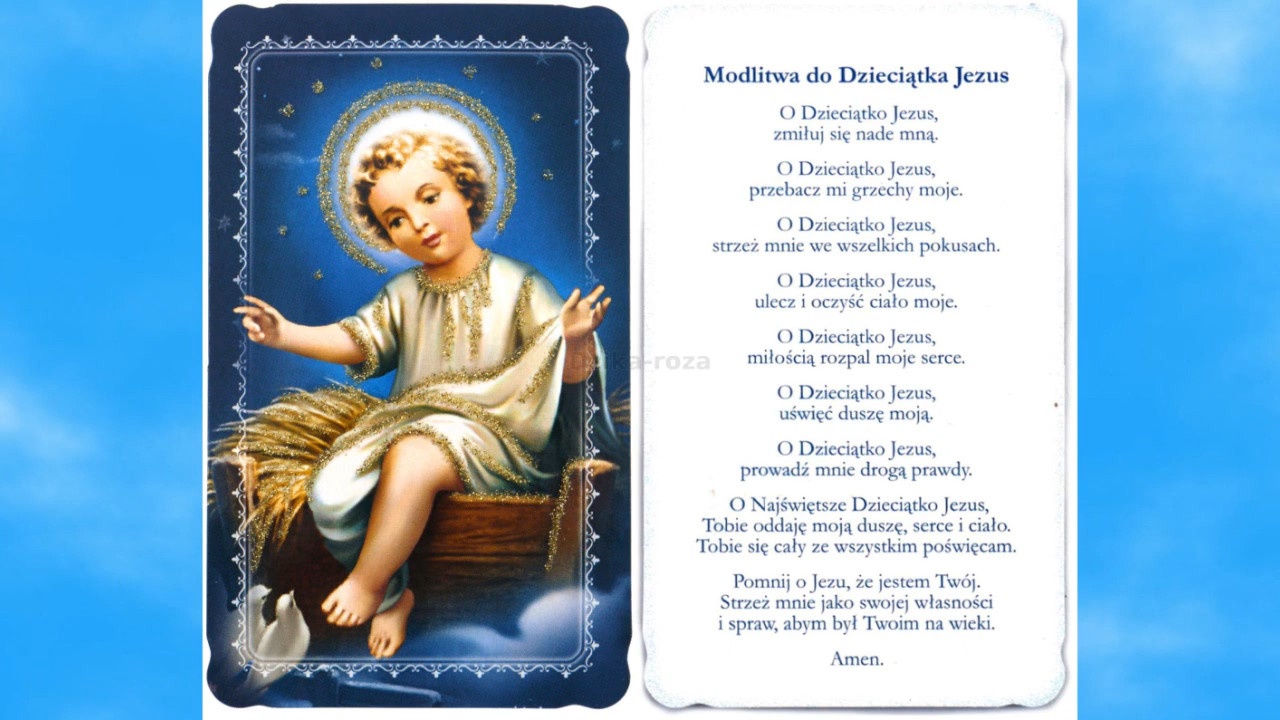 Modlitwa do Dzieciątka Jezus
O Dzieciątko Jezus,
zmiłuj się nade mną.
O Dzieciątko Jezus,
przebacz mi grzechy moje.
O Dzieciątko Jezus,
strzeż mnie we wszelkich pokusach.
O Dzieciątko Jezus,
ulecz i oczyść ciało moje.
O Dzieciątko Jezus,
miłością rozpal moje serce.
O Dzieciątko Jezus,
uświęć duszę moją.
O Dzieciątko Jezus,
prowadź mnie drogą prawdy.
O Najświętsze Dzieciątko Jezus,
Tobie oddaję moją duszę, serce i ciało.
Tobie się cały ze wszystkim poświęcam.
Pomnij o Jezu, że jestem Twój.
Strzeż mnie jako swojej własności
i spraw, abym był Twoim na wieki.
Amen.